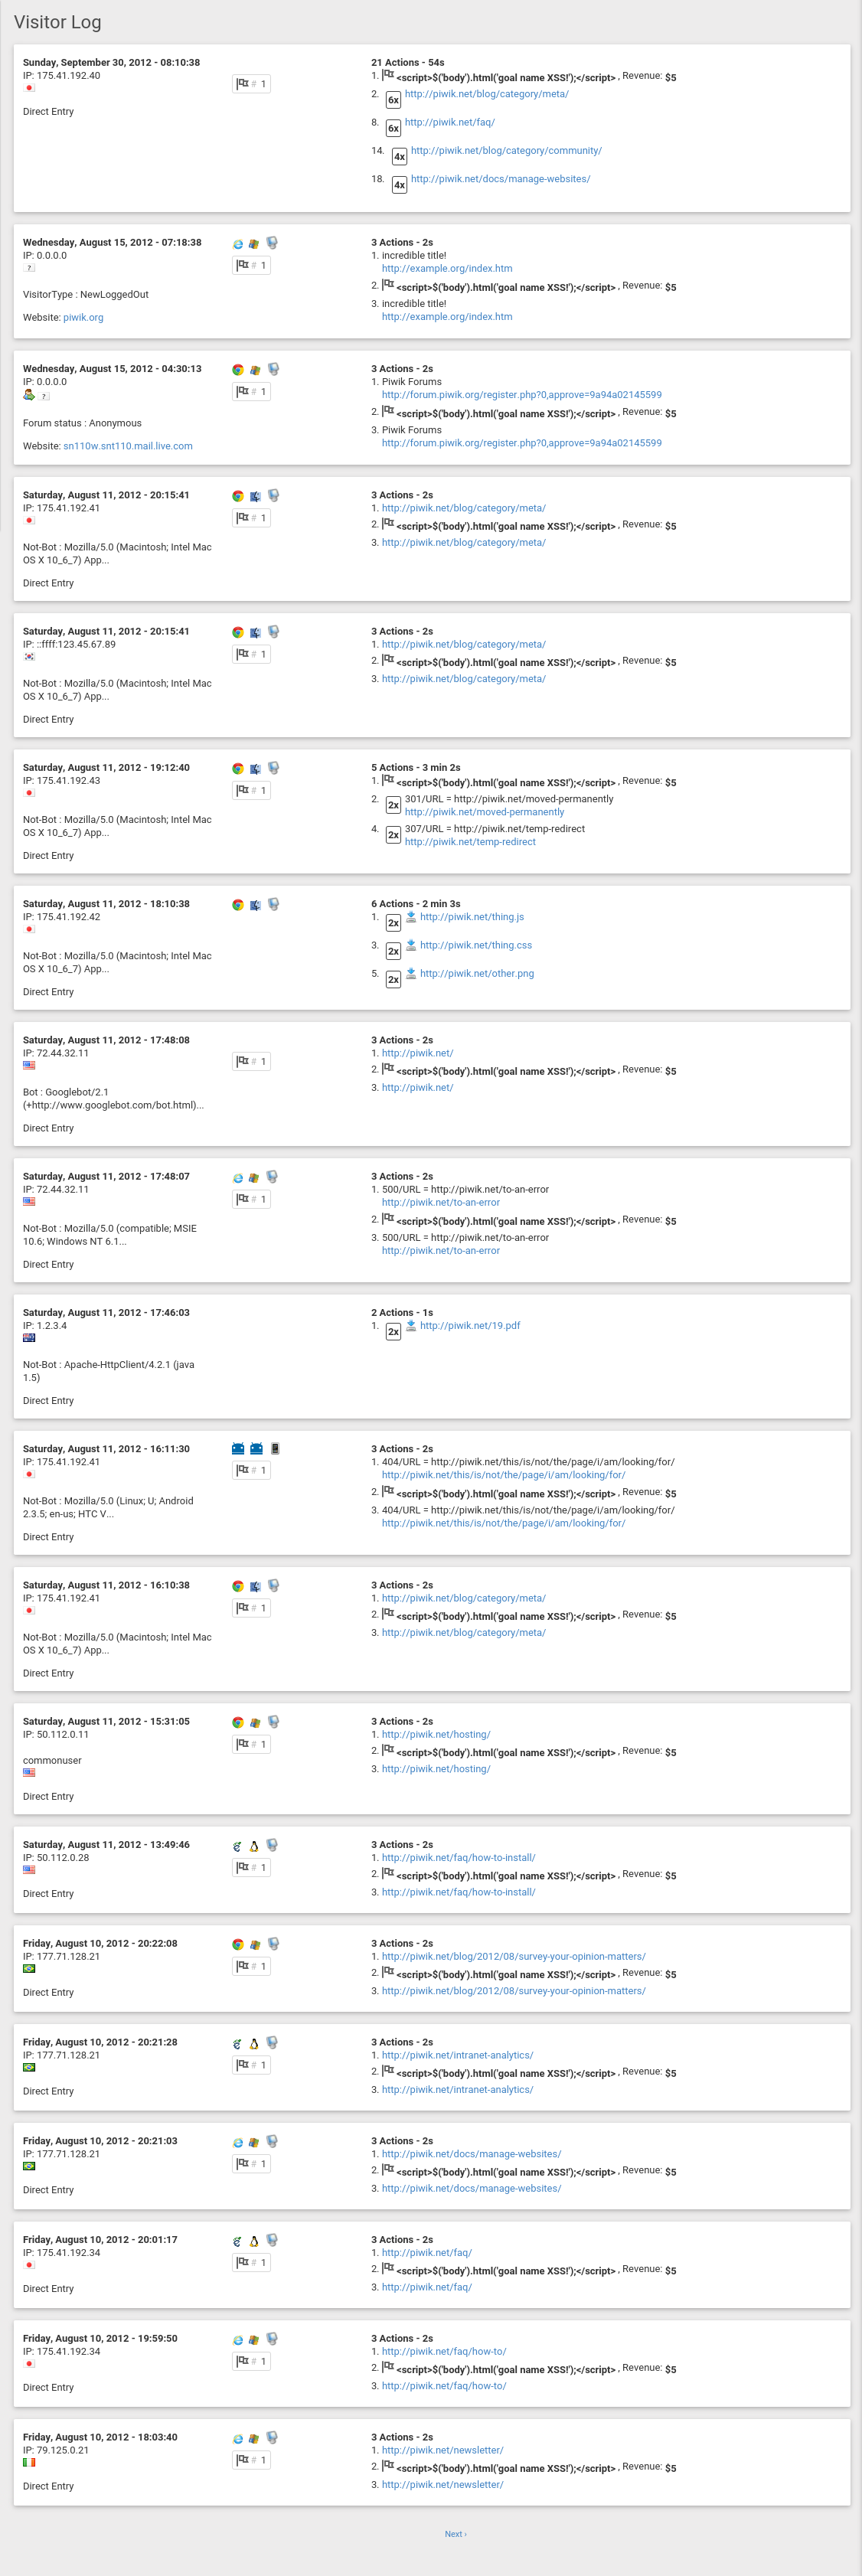 Visitor Log
Sunday, September 30, 2012 - 08:10:38
IP: 175.41.192.40
Direct Entry
# 1
21 Actions - 54s
1. <script>$('body').html('goal name XSS!');</script> , Revenue: $5
2. 6x http://piwik.net/blog/category/meta/
8. 6x http://piwik.net/faq/
14. 4x http://piwik.net/blog/category/community/
18. 4x http://piwik.net/docs/manage-websites/
Wednesday, August 15, 2012 - 07:18:38
IP: 0.0.0.0
?
VisitorType : NewLoggedOut
Website: piwik.org
# 1
3 Actions - 2s
1. incredible title!
http://example.org/index.htm
2. <script>$('body').html('goal name XSS!');</script> , Revenue: $5
3. incredible title!
http://example.org/index.htm
Wednesday, August 15, 2012 - 04:30:13
IP: 0.0.0.0
?
Forum status : Anonymous
Website: sn110w.snt110.mail.live.com
# 1
3 Actions - 2s
1. Piwik Forums
http://forum.piwik.org/register.php?0,approve=9a94a02145599
2. <script>$('body').html('goal name XSS!');</script> , Revenue: $5
3. Piwik Forums
http://forum.piwik.org/register.php?0,approve=9a94a02145599
Saturday, August 11, 2012 - 20:15:41
IP: 175.41.192.41
Not-Bot : Mozilla/5.0 (Macintosh; Intel Mac
OS X 10_6_7) App...
Direct Entry
# 1
3 Actions - 2s
1. http://piwik.net/blog/category/meta/
2. <script>$('body').html('goal name XSS!');</script> , Revenue: $5
3. http://piwik.net/blog/category/meta/
Saturday, August 11, 2012 - 20:15:41
IP: ::ffff:123.45.67.89
Not-Bot : Mozilla/5.0 (Macintosh; Intel Mac
OS X 10_6_7) App...
Direct Entry
# 1
3 Actions - 2s
1. http://piwik.net/blog/category/meta/
2. <script>$('body').html('goal name XSS!');</script> , Revenue: $5
3. http://piwik.net/blog/category/meta/
Saturday, August 11, 2012 - 19:12:40
IP: 175.41.192.43
Not-Bot : Mozilla/5.0 (Macintosh; Intel Mac
OS X 10_6_7) App...
Direct Entry
# 1
5 Actions - 3 min 2s
1. <script>$('body').html('goal name XSS!');</script> , Revenue: $5
2. 2x 301/URL = http://piwik.net/moved-permanently
http://piwik.net/moved-permanently
4. 2x 307/URL = http://piwik.net/temp-redirect
http://piwik.net/temp-redirect
Saturday, August 11, 2012 - 18:10:38
IP: 175.41.192.42
Not-Bot : Mozilla/5.0 (Macintosh; Intel Mac
OS X 10_6_7) App...
Direct Entry
6 Actions - 2 min 3s
1. 2x http://piwik.net/thing.js
3. 2x http://piwik.net/thing.css
5. 2x http://piwik.net/other.png
Saturday, August 11, 2012 - 17:48:08
IP: 72.44.32.11
Bot : Googlebot/2.1
(+http://www.googlebot.com/bot.html)...
Direct Entry
# 1
3 Actions - 2s
1. http://piwik.net/
2. <script>$('body').html('goal name XSS!');</script> , Revenue: $5
3. http://piwik.net/
Saturday, August 11, 2012 - 17:48:07
IP: 72.44.32.11
Not-Bot : Mozilla/5.0 (compatible; MSIE
10.6; Windows NT 6.1...
Direct Entry
# 1
3 Actions - 2s
1. 500/URL = http://piwik.net/to-an-error
http://piwik.net/to-an-error
2. <script>$('body').html('goal name XSS!');</script> , Revenue: $5
3. 500/URL = http://piwik.net/to-an-error
http://piwik.net/to-an-error
Saturday, August 11, 2012 - 17:46:03
IP: 1.2.3.4
Not-Bot : Apache-HttpClient/4.2.1 (java
1.5)
Direct Entry
2 Actions - 1s
1. 2x http://piwik.net/19.pdf
Saturday, August 11, 2012 - 16:11:30
IP: 175.41.192.41
Not-Bot : Mozilla/5.0 (Linux; U; Android
2.3.5; en-us; HTC V...
Direct Entry
# 1
3 Actions - 2s
1. 404/URL = http://piwik.net/this/is/not/the/page/i/am/looking/for/
http://piwik.net/this/is/not/the/page/i/am/looking/for/
2. <script>$('body').html('goal name XSS!');</script> , Revenue: $5
3. 404/URL = http://piwik.net/this/is/not/the/page/i/am/looking/for/
http://piwik.net/this/is/not/the/page/i/am/looking/for/
Saturday, August 11, 2012 - 16:10:38
IP: 175.41.192.41
Not-Bot : Mozilla/5.0 (Macintosh; Intel Mac
OS X 10_6_7) App...
Direct Entry
# 1
3 Actions - 2s
1. http://piwik.net/blog/category/meta/
2. <script>$('body').html('goal name XSS!');</script> , Revenue: $5
3. http://piwik.net/blog/category/meta/
Saturday, August 11, 2012 - 15:31:05
IP: 50.112.0.11
commonuser
Direct Entry
# 1
3 Actions - 2s
1. http://piwik.net/hosting/
2. <script>$('body').html('goal name XSS!');</script> , Revenue: $5
3. http://piwik.net/hosting/
Saturday, August 11, 2012 - 13:49:46
IP: 50.112.0.28
Direct Entry
# 1
3 Actions - 2s
1. http://piwik.net/faq/how-to-install/
2. <script>$('body').html('goal name XSS!');</script> , Revenue: $5
3. http://piwik.net/faq/how-to-install/
Friday, August 10, 2012 - 20:22:08
IP: 177.71.128.21
Direct Entry
# 1
3 Actions - 2s
1. http://piwik.net/blog/2012/08/survey-your-opinion-matters/
2. <script>$('body').html('goal name XSS!');</script> , Revenue: $5
3. http://piwik.net/blog/2012/08/survey-your-opinion-matters/
Friday, August 10, 2012 - 20:21:28
IP: 177.71.128.21
Direct Entry
# 1
3 Actions - 2s
1. http://piwik.net/intranet-analytics/
2. <script>$('body').html('goal name XSS!');</script> , Revenue: $5
3. http://piwik.net/intranet-analytics/
Friday, August 10, 2012 - 20:21:03
IP: 177.71.128.21
Direct Entry
# 1
3 Actions - 2s
1. http://piwik.net/docs/manage-websites/
2. <script>$('body').html('goal name XSS!');</script> , Revenue: $5
3. http://piwik.net/docs/manage-websites/
Friday, August 10, 2012 - 20:01:17
IP: 175.41.192.34
Direct Entry
# 1
3 Actions - 2s
1. http://piwik.net/faq/
2. <script>$('body').html('goal name XSS!');</script> , Revenue: $5
3. http://piwik.net/faq/
Friday, August 10, 2012 - 19:59:50
IP: 175.41.192.34
Direct Entry
# 1
3 Actions - 2s
1. http://piwik.net/faq/how-to/
2. <script>$('body').html('goal name XSS!');</script> , Revenue: $5
3. http://piwik.net/faq/how-to/
Friday, August 10, 2012 - 18:03:40
IP: 79.125.0.21
Direct Entry
# 1
3 Actions - 2s
1. http://piwik.net/newsletter/
2. <script>$('body').html('goal name XSS!');</script> , Revenue: $5
3. http://piwik.net/newsletter/
Next ›